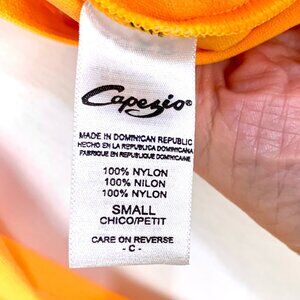 Capezio®
MADE IN DOMINICAN REPUBLIC
HECHO EN LA REPUBLICA DOMINICANA
FABRIQUE EN REPUBLIQUE DOMINICAINE
100% NYLON
100% NILON
100% NYLON
SMALL
CHICO/PETIT
CARE ON REVERSE
- C -